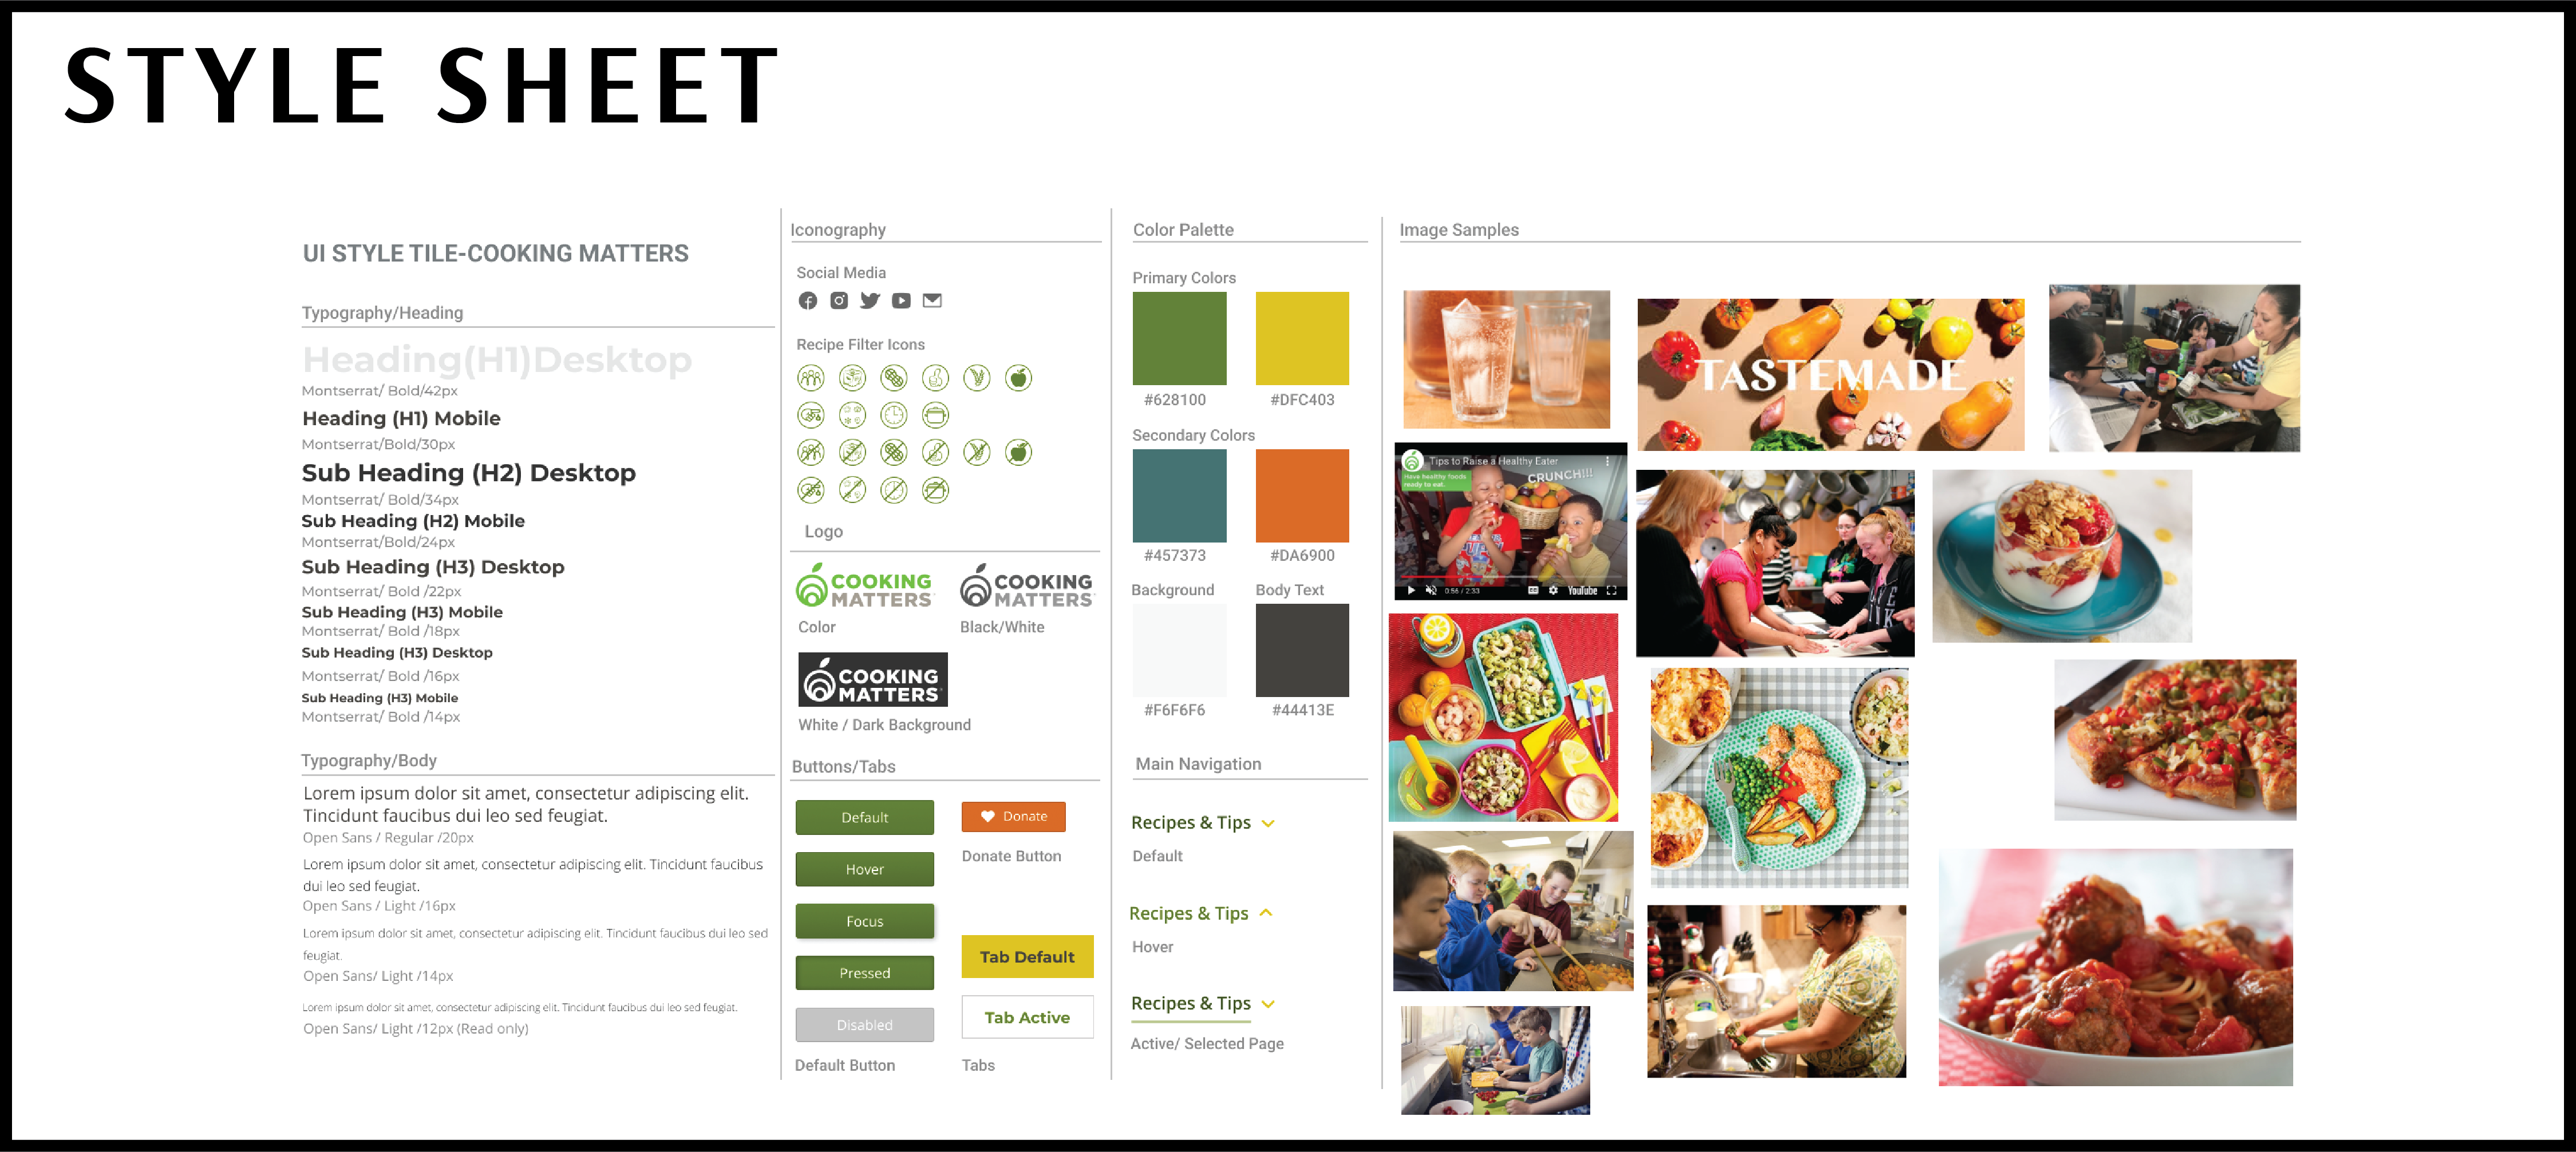 STYLE SHEET
UI STYLE TILE-COOKING MATTERS
Typography/Heading
Heading(H1)Desktop
Montserrat/ Bold/42px
Heading (H1) Mobile
Montserrat/Bold/30px
Sub Heading (H2) Desktop
Montserrat/ Bold/34px
Sub Heading (H2) Mobile
Montserrat/Bold/24px
Sub Heading (H3) Desktop
Montserrat/ Bold /22px
Sub Heading (H3) Mobile
Montserrat/ Bold /18px
Sub Heading (H3) Desktop
Montserrat/ Bold /16px
Sub Heading (H3) Mobile
Montserrat/ Bold /14px
Typography/Body
Lorem ipsum dolor sit amet, consectetur adipiscing elit.
Tincidunt faucibus dui leo sed feugiat.
Open Sans / Regular /20px
Lorem ipsum dolor sit amet, consectetur adipiscing elit. Tincidunt faucibus
dui leo sed feugiat.
Open Sans / Light /16px
Lorem ipsum dolor sit amet, consectetur adipiscing elit. Tincidunt faucibus dui leo sed
feugiat.
Open Sans/ Light /14px
Lorem ipsum dolor sit amet, consectetur adipiscing elit. Tincidunt faucibus dui leo sed feugiat.
Open Sans/ Light /12px (Read only)
Iconography
Social Media
Recipe Filter Icons
Logo
COOKING
MATTERS
Color
COOKING
MATTERS
Black/White
COOKING
MATTERS
White / Dark Background
Buttons/Tabs
Default
Hover
Focus
Pressed
Disabled
Default Button
Donate
Donate Button
Tab Default
Tab Active
Tabs
Color Palette
Primary Colors
#628100
#DFC403
Secondary Colors
#457373
#DA6900
Background
Body Text
#F6F6F6
#44413E
Main Navigation
Recipes & Tips
Default
Recipes & Tips
Hover
Recipes & Tips
Active/ Selected Page
Image Samples
TASTEMADE
Tips to Raise a Healthy Eater
Have healthy foods
ready to eat.
CRUNCH!!!
0:56 / 2:33
CC
YouTube